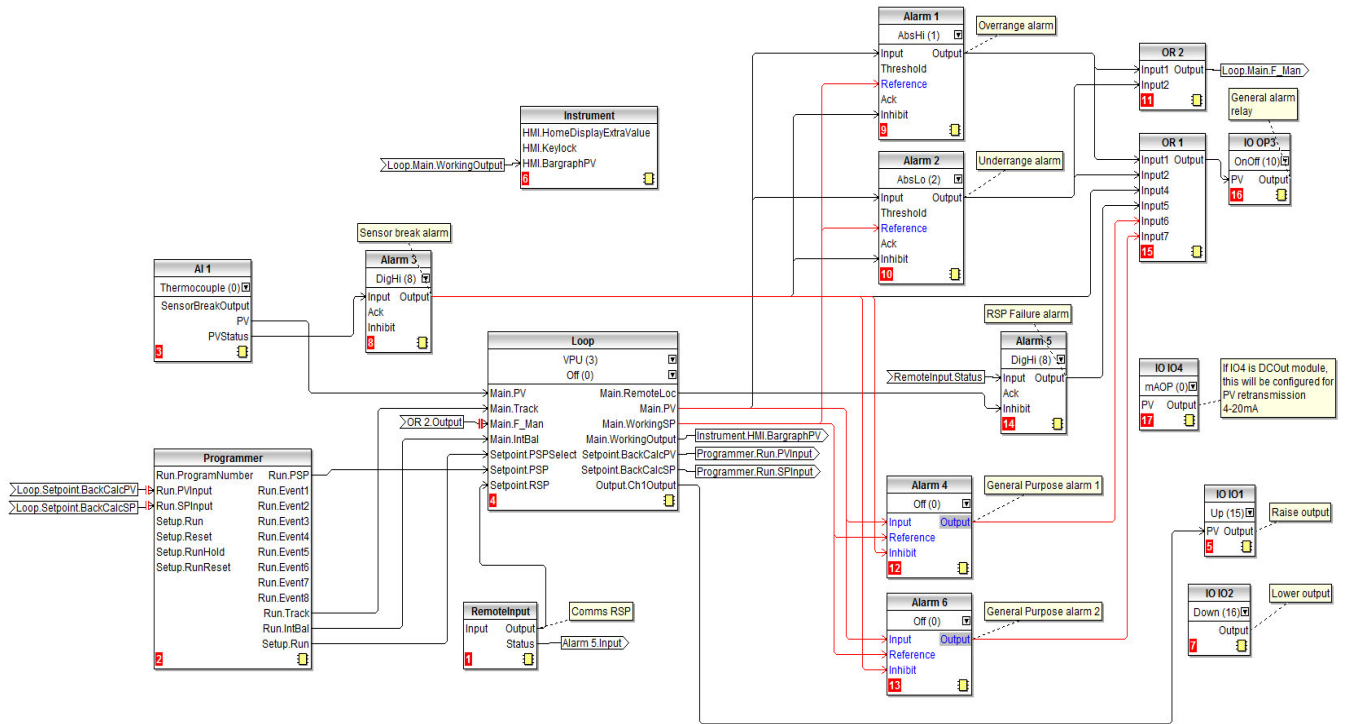 Alarm 1
AbsHi (1)
Input Output
Threshold
Reference
Ack
Inhibit
9
Overrange alarm
OR 2
Input1 Output
Input2
11
Loop.Main.F_Man
General alarm
relay
Instrument
HMI.HomeDisplayExtraValue
HMI.Keylock
HMI.BargraphPV
6
Loop.Main.WorkingOutput
Alarm 2
AbsLo (2)
Input Output
Threshold
Reference
Ack
Inhibit
10
Underrange alarm
OR 1
Input1 Output
Input2
Input4
Input5
Input6
Input7
15
IO OP3
OnOff (10)
PV Output
16
Sensor break alarm
Alarm 3
DigHi (8)
Input Output
Ack
Inhibit
8
AI 1
Thermocouple (0)
SensorBreakOutput
PV
PVStatus
3
RSP Failure alarm
Alarm 5
DigHi (8)
Input Output
Ack
Inhibit
14
RemoteInput.Status
Loop
VPU (3)
Off (0)
Main.PV Main.RemoteLoc
Main.Track Main.PV
Main.F_Man Main.WorkingSP
Main.IntBal Main.WorkingOutput
Setpoint.PSPSelect Setpoint.BackCalcPV
Setpoint.PSP Setpoint.BackCalcSP
Setpoint.RSP Output.Ch1Output
4
OR 2.Output
Instrument.HMI.BargraphPV
Programmer.Run.PVInput
Programmer.Run.SPInput
IO IO4
mAOP (0)
PV Output
17
If IO4 is DCOut module,
this will be configured for
PV retransmission
4-20mA
Programmer
Run.ProgramNumber Run.PSP
Run.PVInput Run.Event1
Run.SPInput Run.Event2
Setup.Run Run.Event3
Setup.Reset Run.Event4
Setup.RunHold Run.Event5
Setup.RunReset Run.Event6
Run.Event7
Run.Event8
Run.Track
Run.IntBal
Setup.Run
2
Loop.Setpoint.BackCalcPV
Loop.Setpoint.BackCalcSP
Alarm 4
Off (0)
Input Output
Reference
Inhibit
12
General Purpose alarm 1
IO IO1
Up (15)
PV Output
5
Raise output
RemoteInput
Input Output
Status
1
Comms RSP
Alarm 5.Input
Alarm 6
Off (0)
Input Output
Reference
Inhibit
13
General Purpose alarm 2
IO IO2
Down (16)
Output
7
Lower output